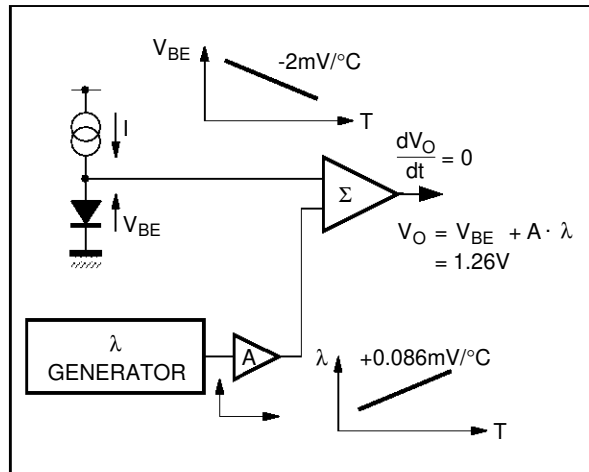 V_BE
-2mV/°C
T
I
V_BE
Σ
dV_O
dt
= 0
V_O = V_BE + A · λ
= 1.26V
λ
GENERATOR
A
λ
+0.086mV/°C
T